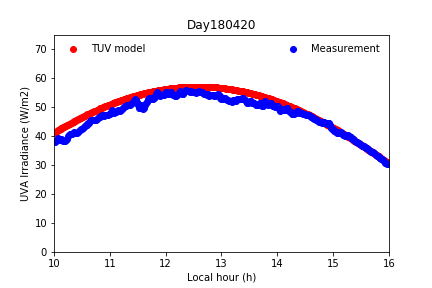 Day180420
TUV model
Measurement
UVA Irradiance (W/m2)
70
60
50
40
30
20
10
0
10 11 12 13 14 15 16
Local hour (h)